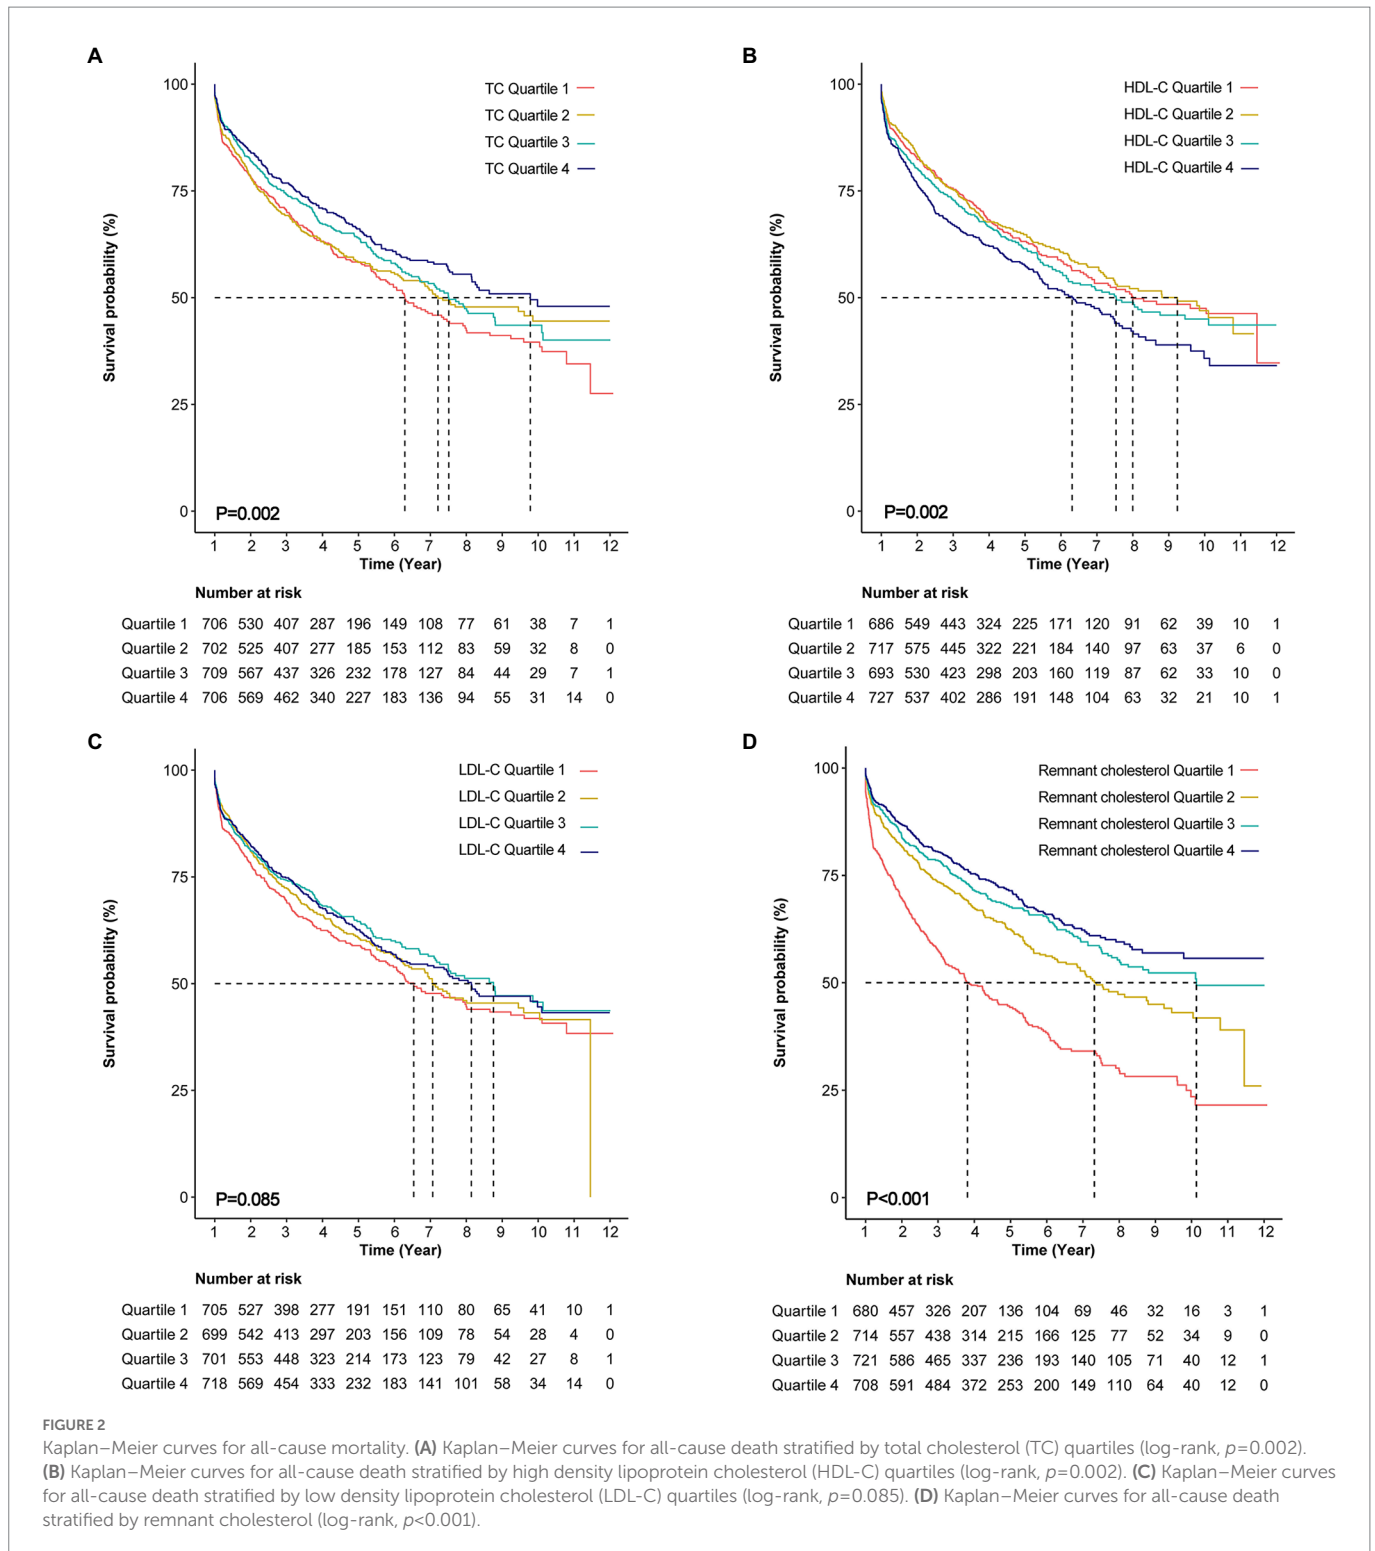 A
TC Quartile 1
TC Quartile 2
TC Quartile 3
TC Quartile 4
100
75
50
25
0
Survival probability (%)
P=0.002
1 2 3 4 5 6 7 8 9 10 11 12
Time (Year)
Number at risk
Quartile 1 706 530 407 287 196 149 108 77 61 38 7 1
Quartile 2 702 525 407 277 185 153 112 83 59 32 8 0
Quartile 3 709 567 437 326 232 178 127 84 44 29 7 1
Quartile 4 706 569 462 340 227 183 136 94 55 31 14 0
B
HDL-C Quartile 1
HDL-C Quartile 2
HDL-C Quartile 3
HDL-C Quartile 4
100
75
50
25
0
Survival probability (%)
P=0.002
1 2 3 4 5 6 7 8 9 10 11 12
Time (Year)
Number at risk
Quartile 1 686 549 443 324 225 171 120 91 62 39 10 1
Quartile 2 717 575 445 322 221 184 140 97 63 37 6 0
Quartile 3 693 530 423 298 203 160 119 87 62 33 10 0
Quartile 4 727 537 402 286 191 148 104 63 32 21 10 1
C
LDL-C Quartile 1
LDL-C Quartile 2
LDL-C Quartile 3
LDL-C Quartile 4
100
75
50
25
0
Survival probability (%)
P=0.085
1 2 3 4 5 6 7 8 9 10 11 12
Time (Year)
Number at risk
Quartile 1 705 527 398 277 191 151 110 80 65 41 10 1
Quartile 2 699 542 413 297 203 156 109 78 54 28 4 0
Quartile 3 701 553 448 323 214 173 123 79 42 27 8 1
Quartile 4 718 569 454 333 232 183 141 101 58 34 14 0
D
Remnant cholesterol Quartile 1
Remnant cholesterol Quartile 2
Remnant cholesterol Quartile 3
Remnant cholesterol Quartile 4
100
75
50
25
0
Survival probability (%)
P<0.001
1 2 3 4 5 6 7 8 9 10 11 12
Time (Year)
Number at risk
Quartile 1 680 457 326 207 136 104 69 46 32 16 3 1
Quartile 2 714 557 438 314 215 166 125 77 52 34 9 0
Quartile 3 721 586 465 337 236 193 140 105 71 40 12 1
Quartile 4 708 591 484 372 253 200 149 110 64 40 12 0
FIGURE 2
Kaplan–Meier curves for all-cause mortality. (A) Kaplan–Meier curves for all-cause death stratified by total cholesterol (TC) quartiles (log-rank, p=0.002).
(B) Kaplan–Meier curves for all-cause death stratified by high density lipoprotein cholesterol (HDL-C) quartiles (log-rank, p=0.002). (C) Kaplan–Meier curves
for all-cause death stratified by low density lipoprotein cholesterol (LDL-C) quartiles (log-rank, p=0.085). (D) Kaplan–Meier curves for all-cause death
stratified by remnant cholesterol (log-rank, p<0.001).